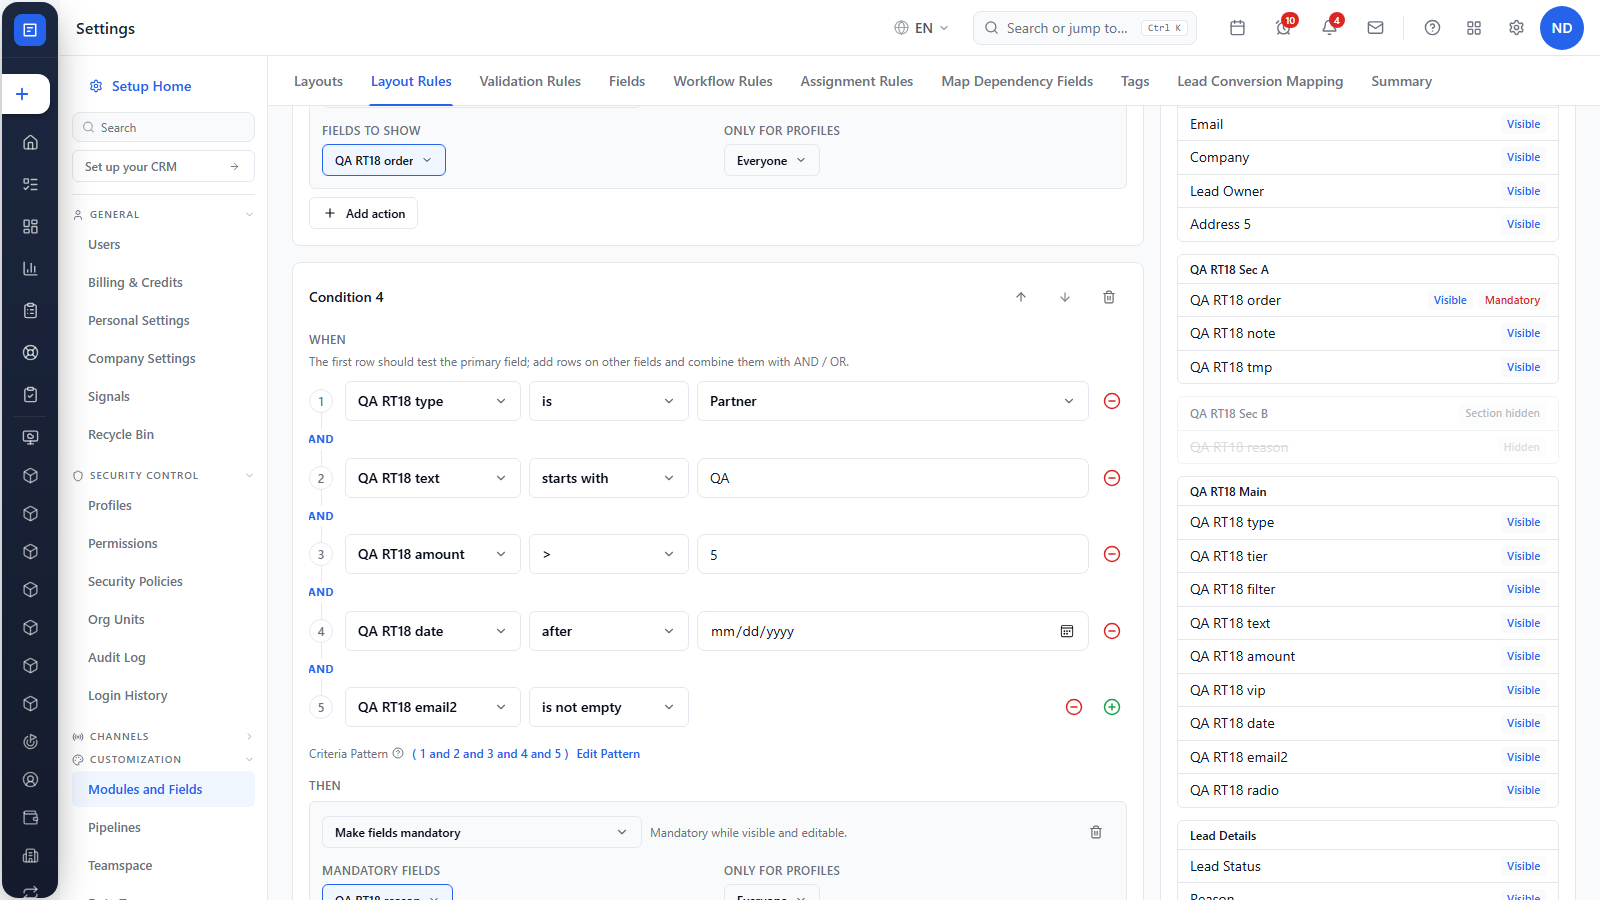 Settings
EN
Search or jump to...
Ctrl K
10
4
ND
Setup Home
Search
Set up your CRM
GENERAL
Users
Billing & Credits
Personal Settings
Company Settings
Signals
Recycle Bin
SECURITY CONTROL
Profiles
Permissions
Security Policies
Org Units
Audit Log
Login History
CHANNELS
CUSTOMIZATION
Modules and Fields
Pipelines
Teamspace
Layouts
Layout Rules
Validation Rules
Fields
Workflow Rules
Assignment Rules
Map Dependency Fields
Tags
Lead Conversion Mapping
Summary
FIELDS TO SHOW
ONLY FOR PROFILES
QA RT18 order
Everyone
Add action
Condition 4
WHEN
The first row should test the primary field; add rows on other fields and combine them with AND / OR.
1 QA RT18 type is Partner
AND
2 QA RT18 text starts with QA
AND
3 QA RT18 amount > 5
AND
4 QA RT18 date after mm/dd/yyyy
AND
5 QA RT18 email2 is not empty
Criteria Pattern ( 1 and 2 and 3 and 4 and 5 ) Edit Pattern
THEN
Make fields mandatory
Mandatory while visible and editable.
MANDATORY FIELDS
ONLY FOR PROFILES
QA RT18 reason
Everyone
Email Visible
Company Visible
Lead Owner Visible
Address 5 Visible
QA RT18 Sec A
QA RT18 order Visible Mandatory
QA RT18 note Visible
QA RT18 tmp Visible
QA RT18 Sec B Section hidden
QA RT18 reason Hidden
QA RT18 Main
QA RT18 type Visible
QA RT18 tier Visible
QA RT18 filter Visible
QA RT18 text Visible
QA RT18 amount Visible
QA RT18 vip Visible
QA RT18 date Visible
QA RT18 email2 Visible
QA RT18 radio Visible
Lead Details
Lead Status Visible
Reason Visible